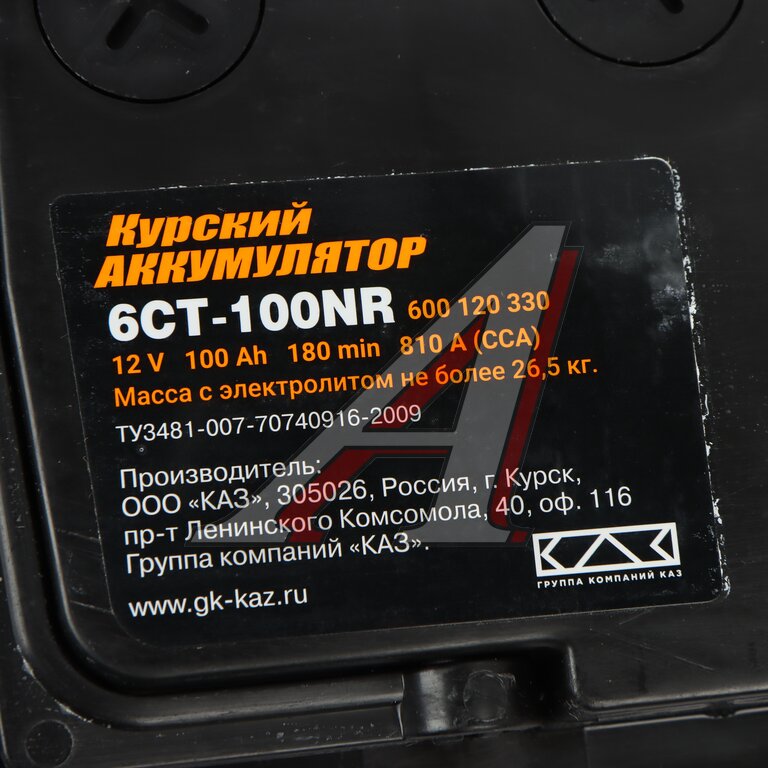 Курский
АККУМУЛЯТОР
6СТ-100NR 600 120 330
12 V 100 Ah 180 min 810 A (CCA)
Масса с электролитом не более 26,5 кг.
ТУ3481-007-70740916-2009
Производитель:
ООО «КАЗ», 305026, Россия, г. Курск,
пр-т Ленинского Комсомола, 40, оф. 116
Группа компаний «КАЗ».
КАЗ
ГРУППА КОМПАНИЙ КАЗ
www.gk-kaz.ru